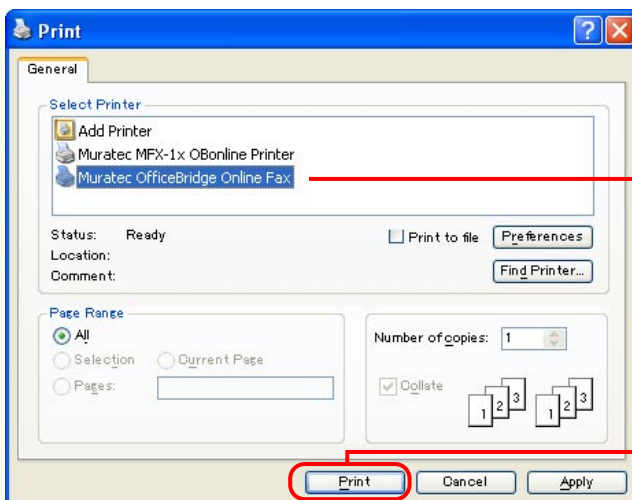 Print
General
Select Printer
Add Printer
Muratec MFX-1x OBonline Printer
Muratec OfficeBridge Online Fax
Status: Ready
Print to file
Preferences
Location:
Comment:
Find Printer...
Page Range
All
Selection
Current Page
Pages:
Number of copies: 1
Collate
1 2 3 1 2 3
Print
Cancel
Apply